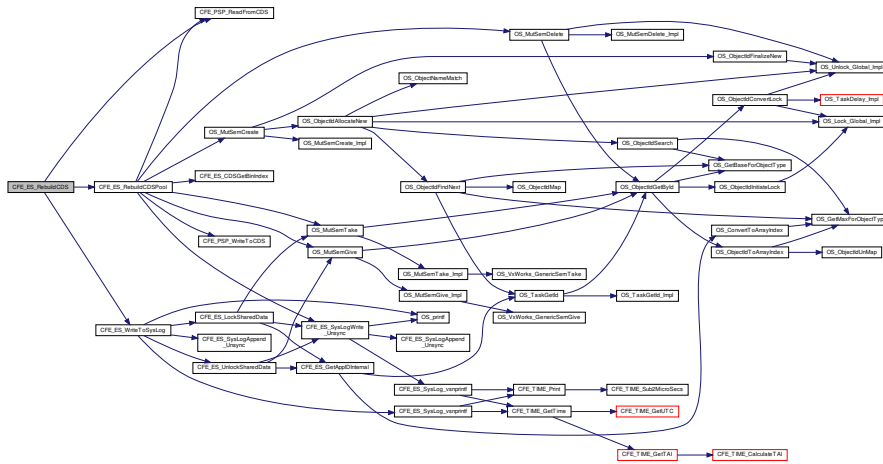 CFE_PSP_ReadFromCDS
OS_MutSemDelete
OS_MutSemDelete_Impl
OS_ObjectIdFinalizeNew
OS_Unlock_Global_Impl
OS_ObjectNameMatch
OS_ObjectIdConvertLock
OS_TaskDelay_Impl
OS_MutSemCreate
OS_ObjectIdAllocateNew
OS_Lock_Global_Impl
OS_MutSemCreate_Impl
OS_ObjectIdSearch
OS_GetBaseForObjectType
CFE_ES_CDSGetBinIndex
CFE_ES_RebuildCDS
CFE_ES_RebuildCDSPool
OS_ObjectIdFindNext
OS_ObjectIdMap
OS_ObjectIdGetById
OS_ObjectIdInitiateLock
OS_GetMaxForObjectType
OS_MutSemTake
OS_ConvertToArrayIndex
CFE_PSP_WriteToCDS
OS_MutSemGive
OS_ObjectIdToArrayIndex
OS_ObjectIdUnMap
OS_MutSemTake_Impl
OS_VxWorks_GenericSemTake
OS_MutSemGive_Impl
OS_TaskGetId
OS_TaskGetId_Impl
CFE_ES_LockSharedData
OS_printf
OS_VxWorks_GenericSemGive
CFE_ES_WriteToSysLog
CFE_ES_SysLogWrite
_Unsync
CFE_ES_SysLogAppend
_Unsync
CFE_ES_SysLogAppend
_Unsync
CFE_ES_UnlockSharedData
CFE_ES_GetAppIDInternal
CFE_ES_SysLog_vsnprintf
CFE_TIME_Print
CFE_TIME_Sub2MicroSecs
CFE_ES_SysLog_vsnprintf
CFE_TIME_GetTime
CFE_TIME_GetUTC
CFE_TIME_GetTAI
CFE_TIME_CalculateTAI